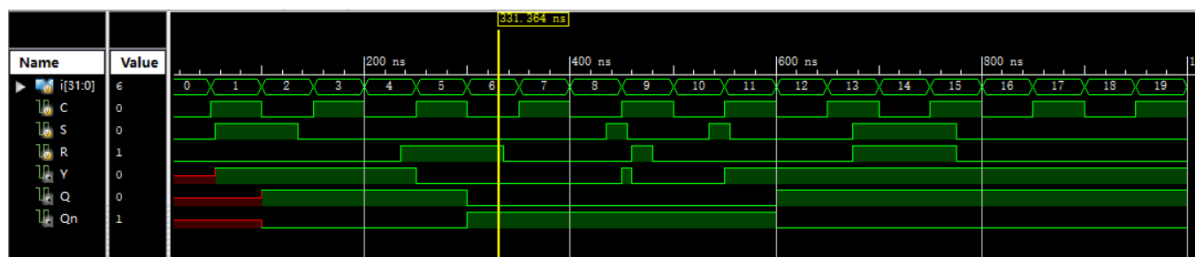 331.364 ns
Name Value 200 ns 400 ns 600 ns 800 ns 1
i[31:0] 6 0 1 2 3 4 5 6 7 8 9 10 11 12 13 14 15 16 17 18 19
C 0
S 0
R 1
Y 0
Q 0
Qn 1